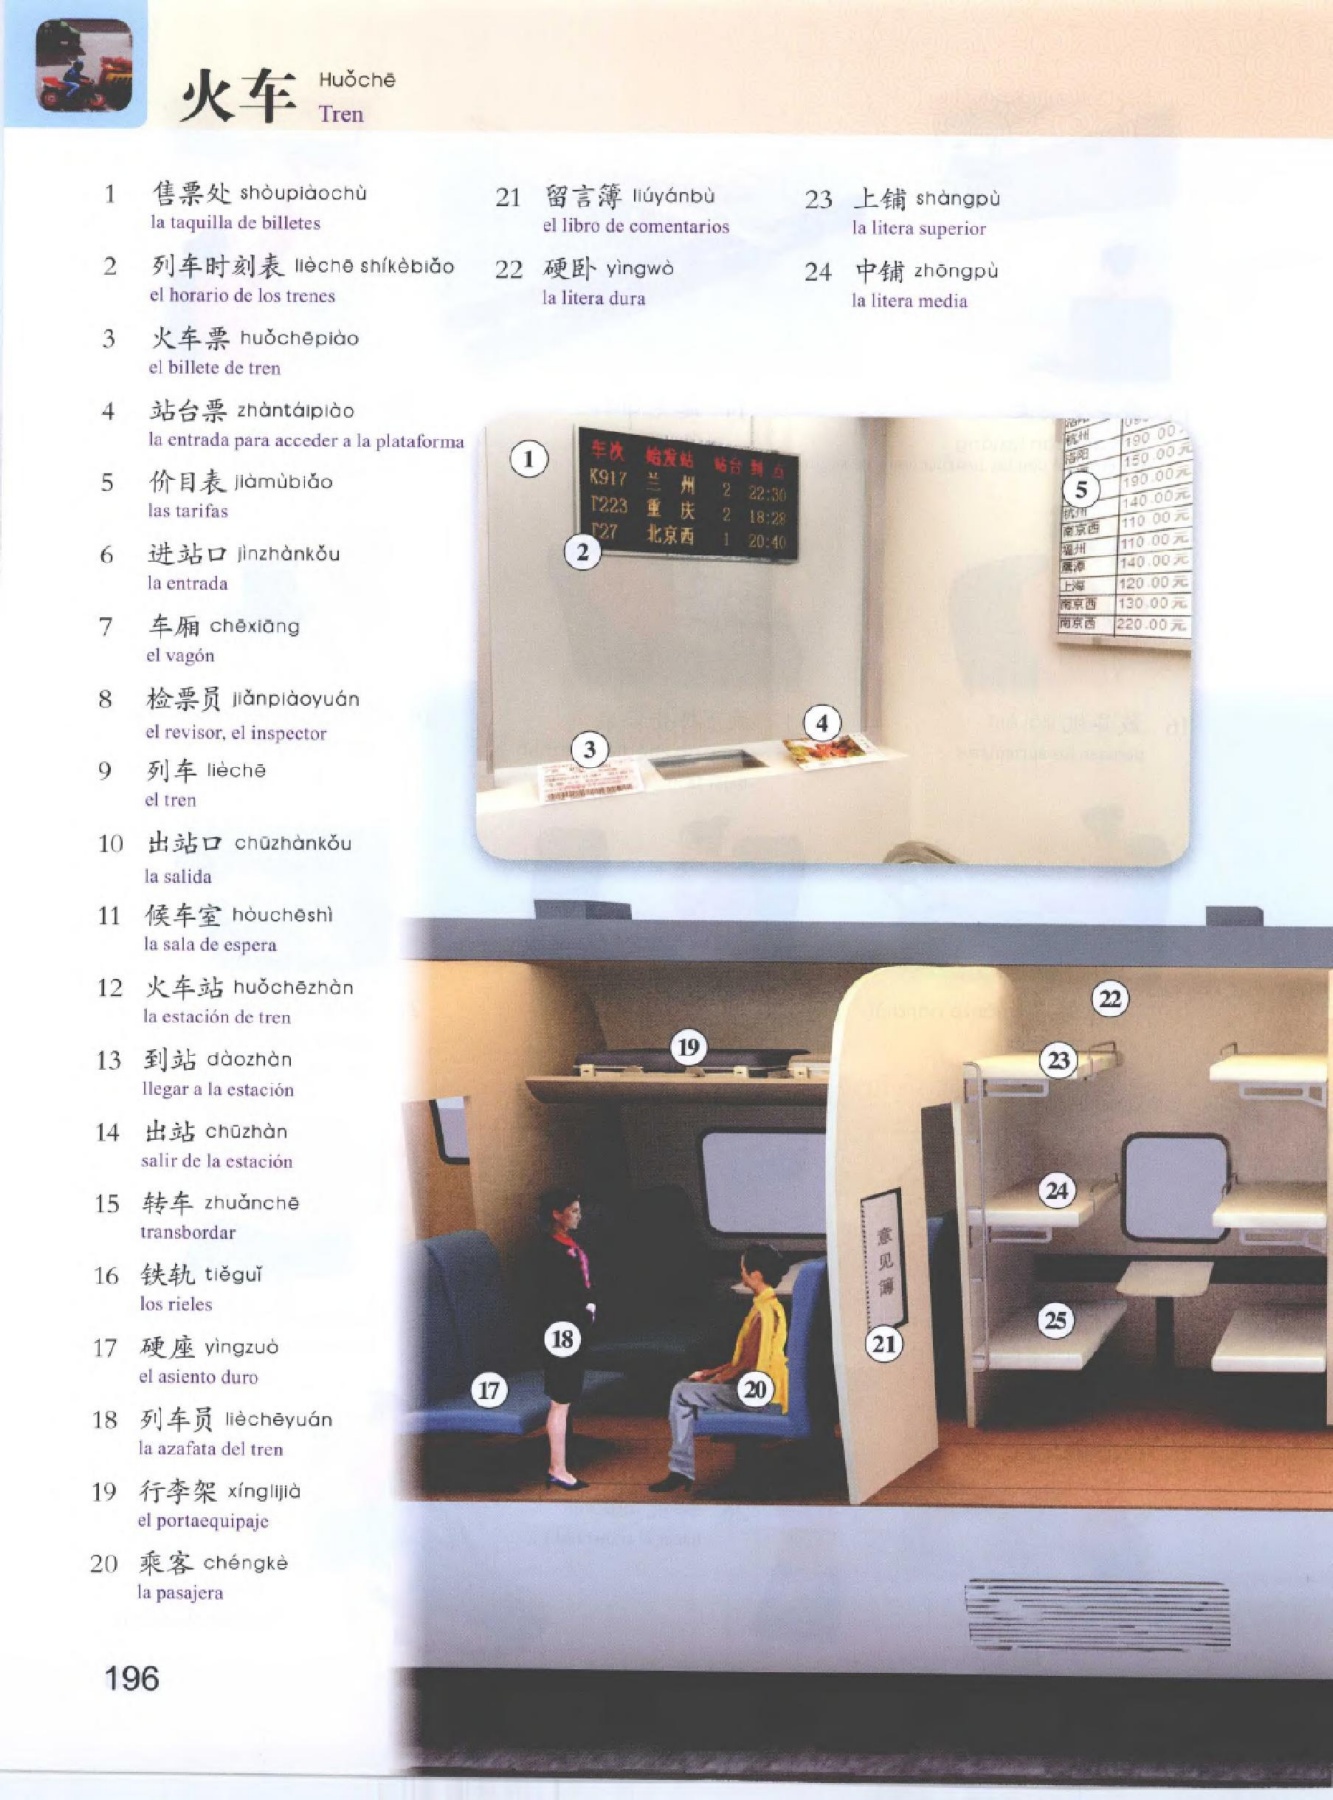 火车 Huǒchē
Tren
1 售票处 shòupiàochù
la taquilla de billetes
2 列车时刻表 lièchē shíkèbiǎo
el horario de los trenes
3 火车票 huǒchēpiào
el billete de tren
4 站台票 zhàntáipiào
la entrada para acceder a la plataforma
5 价目表 jiàmùbiǎo
las tarifas
6 进站口 jìnzhànkǒu
la entrada
7 车厢 chēxiāng
el vagón
8 检票员 jiǎnpiàoyuán
el revisor, el inspector
9 列车 lièchē
el tren
10 出站口 chūzhànkǒu
la salida
11 候车室 hòuchēshì
la sala de espera
12 火车站 huǒchēzhàn
la estación de tren
13 到站 dàozhàn
llegar a la estación
14 出站 chūzhàn
salir de la estación
15 转车 zhuǎnchē
transbordar
16 铁轨 tiěguǐ
los rieles
17 硬座 yìngzuò
el asiento duro
18 列车员 lièchēyuán
la azafata del tren
19 行李架 xínglijià
el portaequipaje
20 乘客 chéngkè
la pasajera
21 留言簿 liúyánbù
el libro de comentarios
22 硬卧 yìngwò
la litera dura
23 上铺 shàngpù
la litera superior
24 中铺 zhōngpù
la litera media
1
车次 始发站 站台 到点
K917 兰州 2 22:30
T223 重庆 2 18:28
T27 北京西 1 20:40
2
3
4
杭州 190.00元
洛阳 150.00元
190.00元
5
杭州 140.00元
南京西 110.00元
福州 110.00元
鹰潭 140.00元
上海 120.00元
南京西 130.00元
南京西 220.00元
19
22
23
24
意见簿
25
18
21
17
20
196